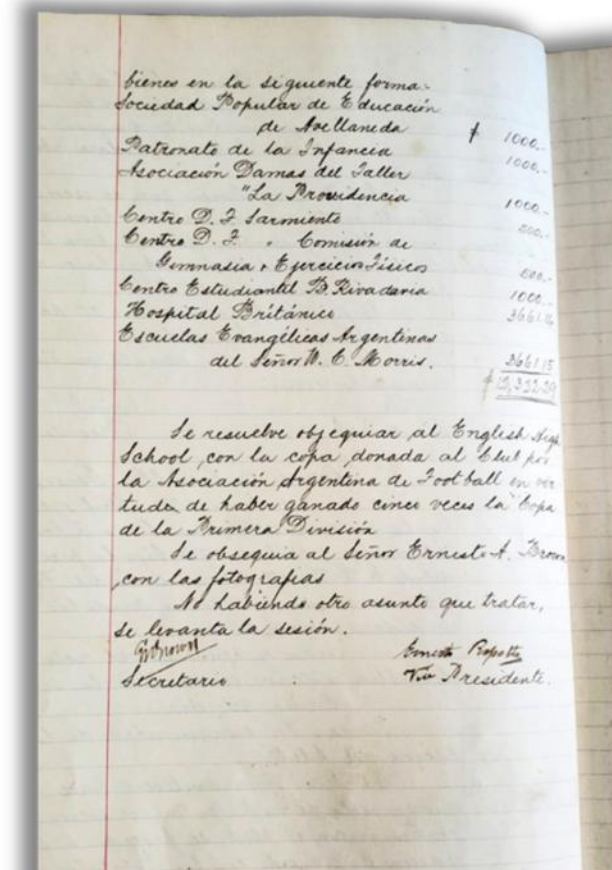 bienes en la siguiente forma-
Sociedad Popular de Educación
de Avellaneda $ 1000.-
Patronato de la Infancia 1000.-
Asociación Damas del Taller
"La Providencia 1000.-
Centro D. F. Sarmiento 500.-
Centro D. F. " Comisión de
Gimnasia y Ejercicios Físicos 500.-
Centro Estudiantil B. Rivadavia 1000.-
Hospital Británico 3661.14
Escuelas Evangélicas Argentinas
del Señor W. C. Morris. 3661.15
$ 12,322.29
Se resuelve obsequiar al English High
School, con la copa donada al Club por
la Asociación Argentina de Football en vir
tud de haber ganado cinco veces la "Copa
de la Primera División
Se obsequia al Señor Ernesto A. Brown
con las fotografias
No habiendo otro asunto que tratar,
se levanta la sesión.
Brown Ernesto
Secretario Vice Presidente.